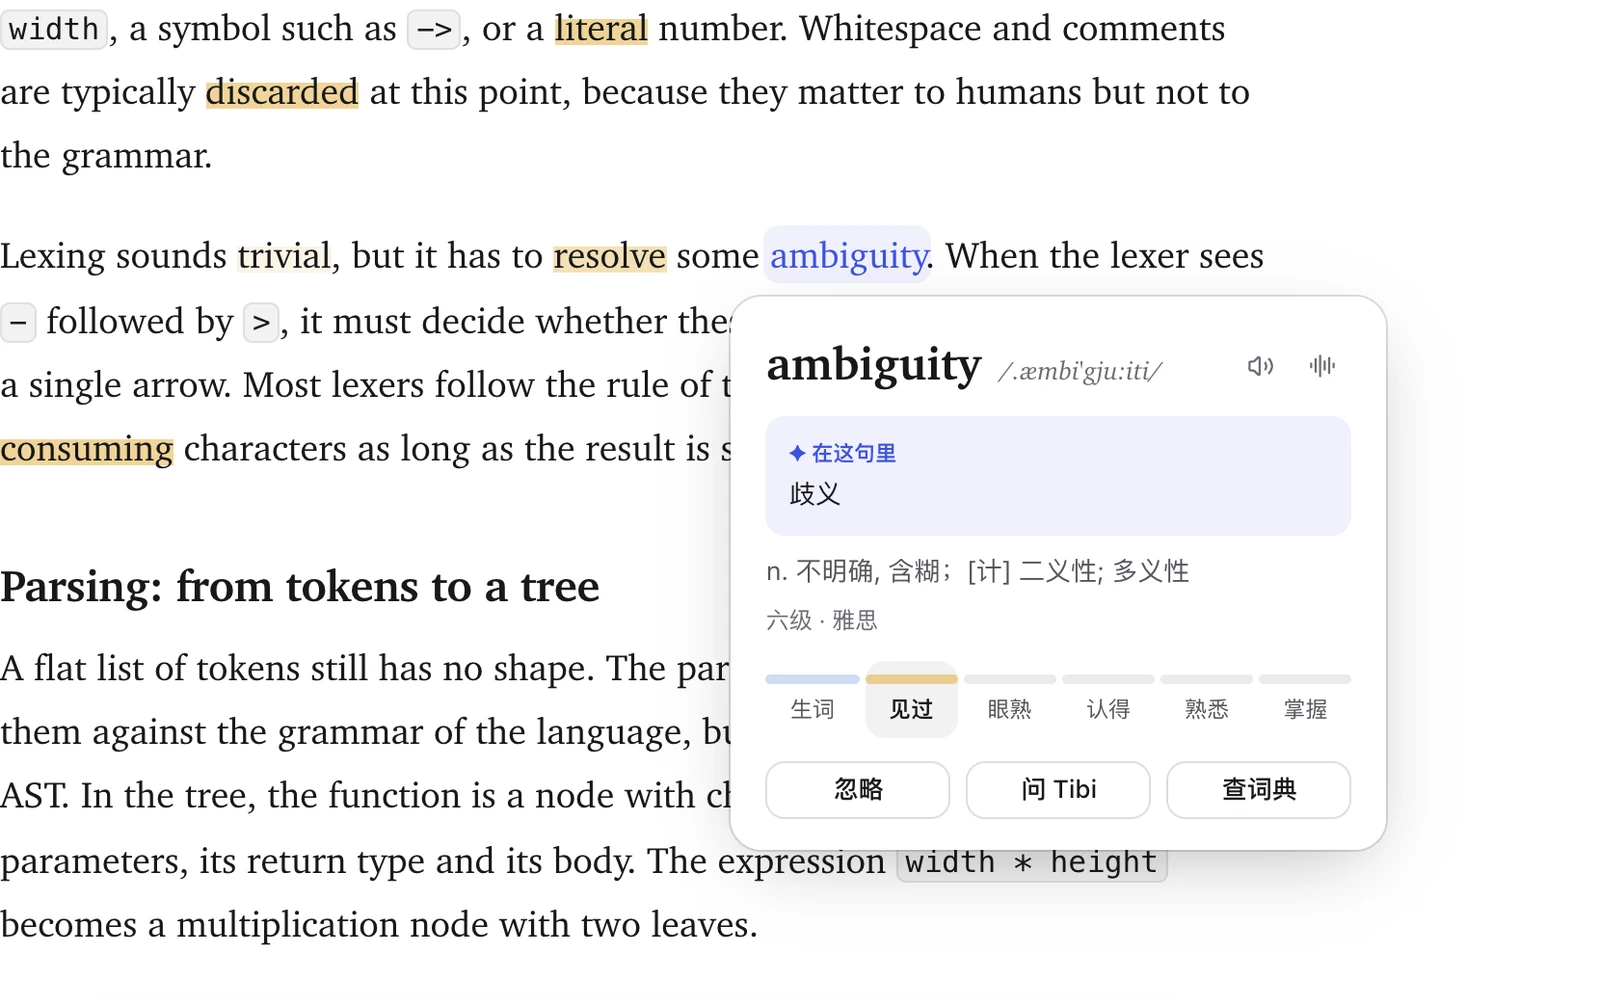 width, a symbol such as ->, or a literal number. Whitespace and comments
are typically discarded at this point, because they matter to humans but not to
the grammar.
Lexing sounds trivial, but it has to resolve some ambiguity. When the lexer sees
- followed by >, it must decide whether
a single arrow. Most lexers follow the rule of
consuming characters as long as the result is
ambiguity /.æmbi'gju:iti/
在这句里
歧义
n. 不明确, 含糊; [计] 二义性; 多义性
六级 · 雅思
生词 见过 眼熟 认得 熟悉 掌握
忽略 问 Tibi 查词典
Parsing: from tokens to a tree
A flat list of tokens still has no shape. The
them against the grammar of the language,
AST. In the tree, the function is a node with
parameters, its return type and its body. The expression width * height
becomes a multiplication node with two leaves.